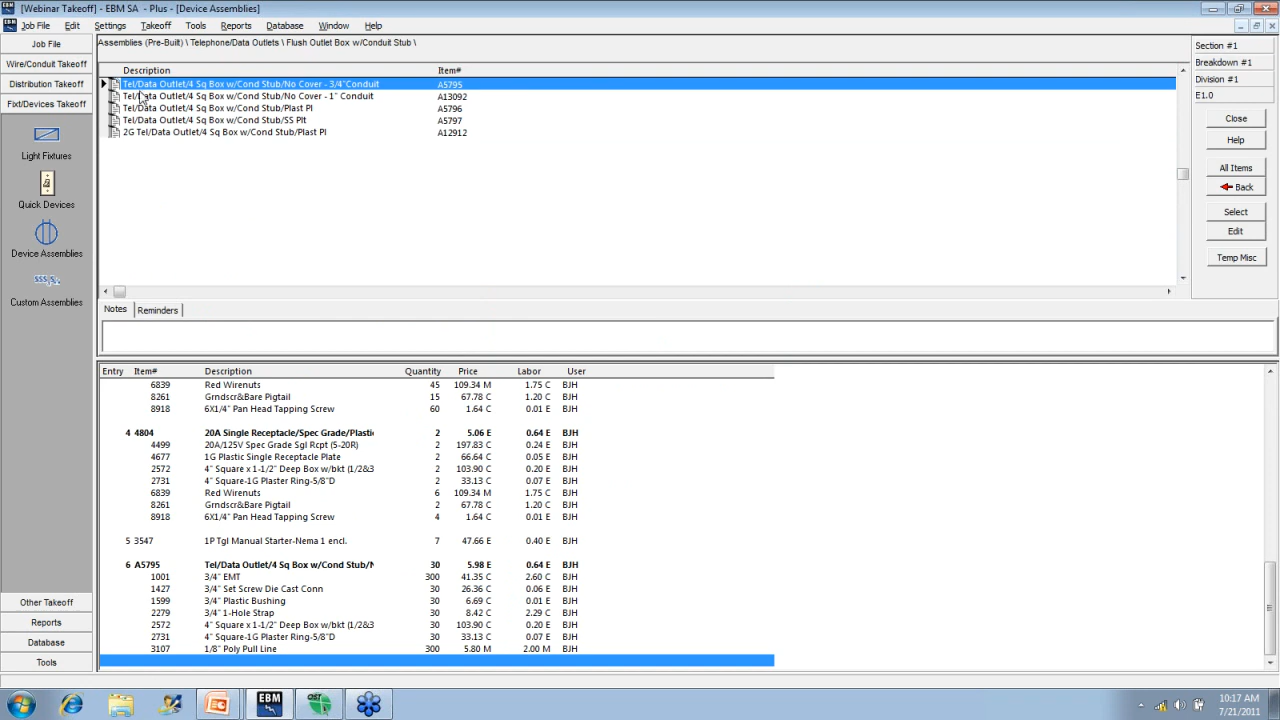 [Webinar Takeoff] - EBM SA - Plus - [Device Assemblies]
Job File Edit Settings Takeoff Tools Reports Database Window Help
Job File
Wire/Conduit Takeoff
Distribution Takeoff
Fixt/Devices Takeoff
Light Fixtures
Quick Devices
Device Assemblies
Custom Assemblies
Other Takeoff
Reports
Database
Tools
Assemblies (Pre-Built) \ Telephone/Data Outlets \ Flush Outlet Box w/Conduit Stub \
Description Item#
Tel/Data Outlet/4 Sq Box w/Cond Stub/No Cover - 3/4"Conduit A5795
Tel/Data Outlet/4 Sq Box w/Cond Stub/No Cover - 1" Conduit A13092
Tel/Data Outlet/4 Sq Box w/Cond Stub/Plast Pl A5796
Tel/Data Outlet/4 Sq Box w/Cond Stub/SS Plt A5797
2G Tel/Data Outlet/4 Sq Box w/Cond Stub/Plast Pl A12912
Notes Reminders
Section #1
Breakdown #1
Division #1
E1.0
Close
Help
All Items
Back
Select
Edit
Temp Misc
Entry Item# Description Quantity Price Labor User
6839 Red Wirenuts 45 109.34 M 1.75 C BJH
8261 Grndscr&Bare Pigtail 15 67.78 C 1.20 C BJH
8918 6X1/4" Pan Head Tapping Screw 60 1.64 C 0.01 E BJH
4 4804 20A Single Receptacle/Spec Grade/Plastic 2 5.06 E 0.64 E BJH
4499 20A/125V Spec Grade Sgl Rcpt (5-20R) 2 197.83 C 0.24 E BJH
4677 1G Plastic Single Receptacle Plate 2 66.64 C 0.05 E BJH
2572 4" Square x 1-1/2" Deep Box w/bkt (1/2&3 2 103.90 C 0.20 E BJH
2731 4" Square-1G Plaster Ring-5/8"D 2 33.13 C 0.07 E BJH
6839 Red Wirenuts 6 109.34 M 1.75 C BJH
8261 Grndscr&Bare Pigtail 2 67.78 C 1.20 C BJH
8918 6X1/4" Pan Head Tapping Screw 4 1.64 C 0.01 E BJH
5 3547 1P Tgl Manual Starter-Nema 1 encl. 7 47.66 E 0.40 E BJH
6 A5795 Tel/Data Outlet/4 Sq Box w/Cond Stub/N 30 5.98 E 0.64 E BJH
1001 3/4" EMT 300 41.35 C 2.60 C BJH
1427 3/4" Set Screw Die Cast Conn 30 26.36 C 0.06 E BJH
1599 3/4" Plastic Bushing 30 6.69 C 0.01 E BJH
2279 3/4" 1-Hole Strap 30 8.42 C 2.29 C BJH
2572 4" Square x 1-1/2" Deep Box w/bkt (1/2&3 30 103.90 C 0.20 E BJH
2731 4" Square-1G Plaster Ring-5/8"D 30 33.13 C 0.07 E BJH
3107 1/8" Poly Pull Line 300 5.80 M 2.00 M BJH
EBM
OST
10:17 AM
7/21/2011